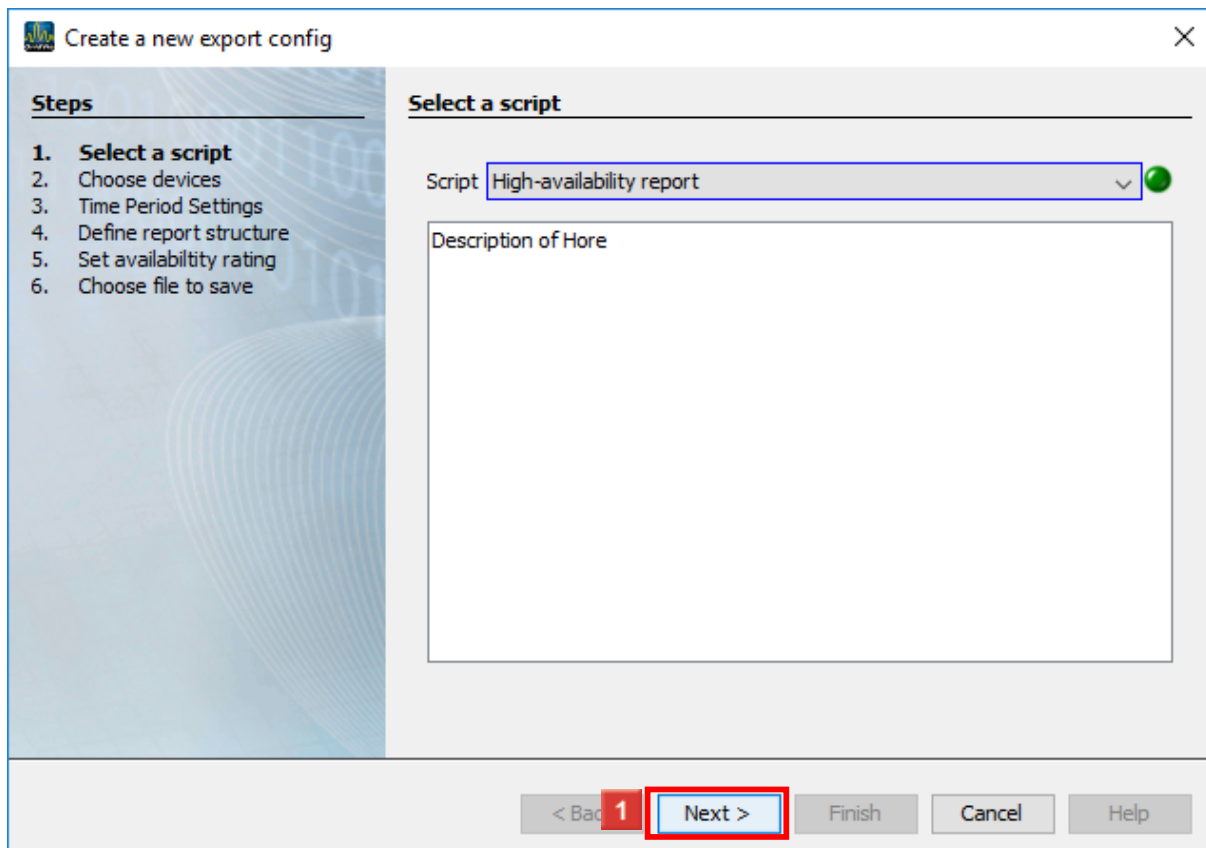 Create a new export config
Steps
1. Select a script
2. Choose devices
3. Time Period Settings
4. Define report structure
5. Set availabiltity rating
6. Choose file to save
Select a script
Script High-availability report
Description of Hore
< Bac 1 Next > Finish Cancel Help